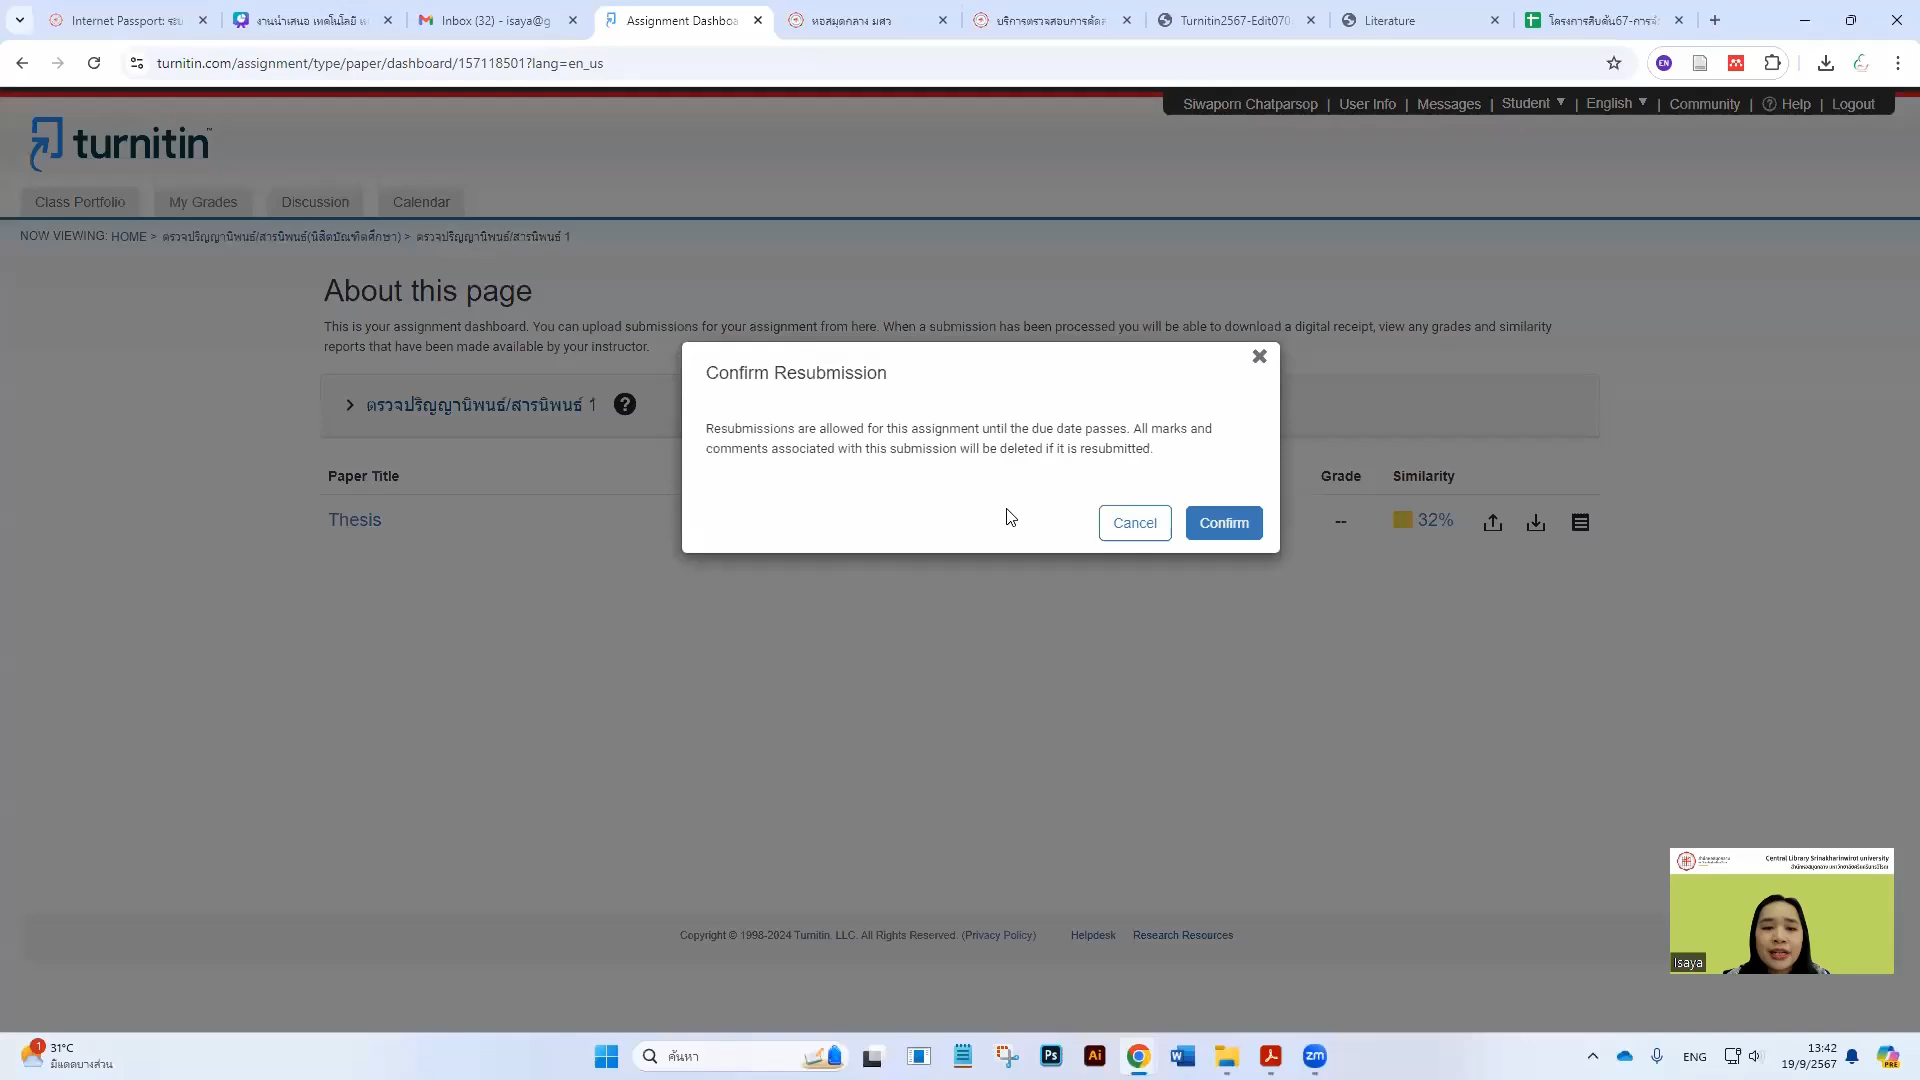 Internet Passport: ระบ
งานนำเสนอ เทคโนโลยี ห
Inbox (32) - isaya@g
Assignment Dashboa
หอสมุดกลาง มศว
บริการตรวจสอบการคัดล
Turnitin2567-Edit070
Literature
โครงการสืบค้น67-การจั
turnitin.com/assignment/type/paper/dashboard/157118501?lang=en_us
EN
Siwaporn Chatparsop | User Info | Messages | Student ▼ | English ▼ | Community | ? Help | Logout
turnitin
Class Portfolio
My Grades
Discussion
Calendar
NOW VIEWING: HOME > ตรวจปริญญานิพนธ์/สารนิพนธ์(นิสิตบัณฑิตศึกษา) > ตรวจปริญญานิพนธ์/สารนิพนธ์ 1
About this page
This is your assignment dashboard. You can upload submissions for your assignment from here. When a submission has been processed you will be able to download a digital receipt, view any grades and similarity
reports that have been made available by your instructor.
ตรวจปริญญานิพนธ์/สารนิพนธ์ 1 ?
Confirm Resubmission
Resubmissions are allowed for this assignment until the due date passes. All marks and
comments associated with this submission will be deleted if it is resubmitted.
Cancel
Confirm
Paper Title
Grade
Similarity
Thesis
--
32%
Central Library Srinakharinwirot university
Isaya
Copyright © 1998-2024 Turnitin, LLC. All Rights Reserved. (Privacy Policy)
Helpdesk
Research Resources
1
31°C
มีแดดบางส่วน
ค้นหา
Ps
Ai
zm
ENG
13:42
19/9/2567
PRE